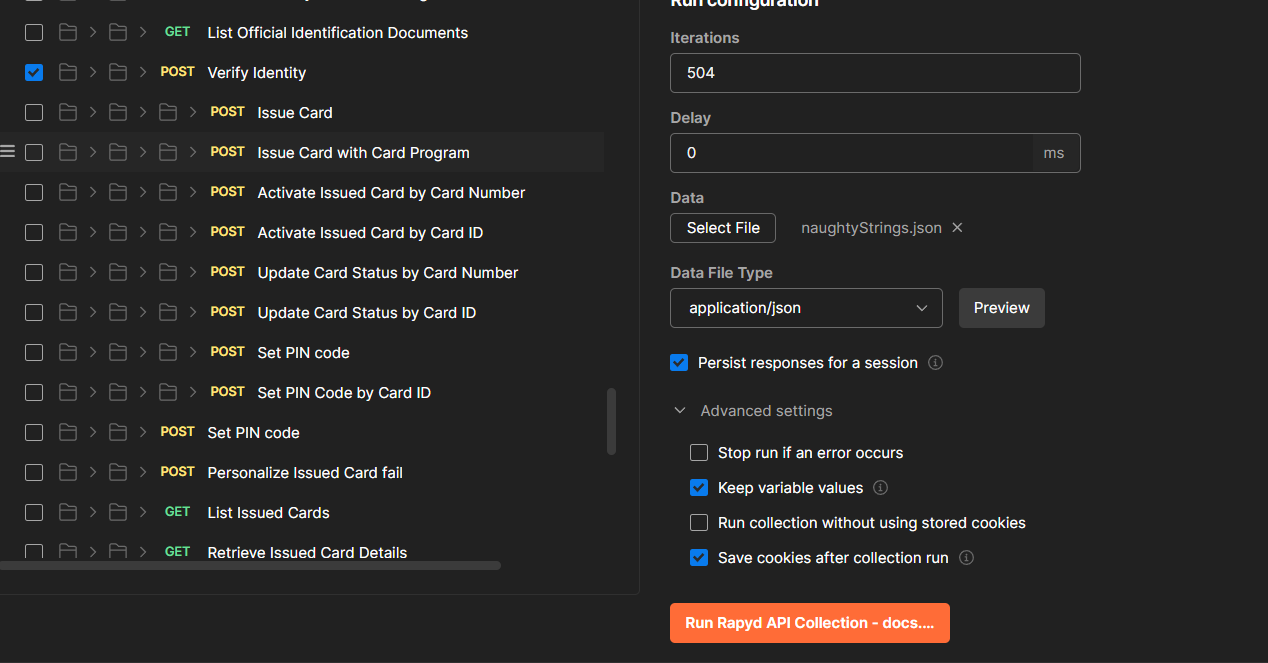 GET List Official Identification Documents
POST Verify Identity
POST Issue Card
POST Issue Card with Card Program
POST Activate Issued Card by Card Number
POST Activate Issued Card by Card ID
POST Update Card Status by Card Number
POST Update Card Status by Card ID
POST Set PIN code
POST Set PIN Code by Card ID
POST Set PIN code
POST Personalize Issued Card fail
GET List Issued Cards
GET Retrieve Issued Card Details
Run configuration
Iterations
504
Delay
0 ms
Data
Select File naughtyStrings.json
Data File Type
application/json Preview
Persist responses for a session
Advanced settings
Stop run if an error occurs
Keep variable values
Run collection without using stored cookies
Save cookies after collection run
Run Rapyd API Collection - docs....